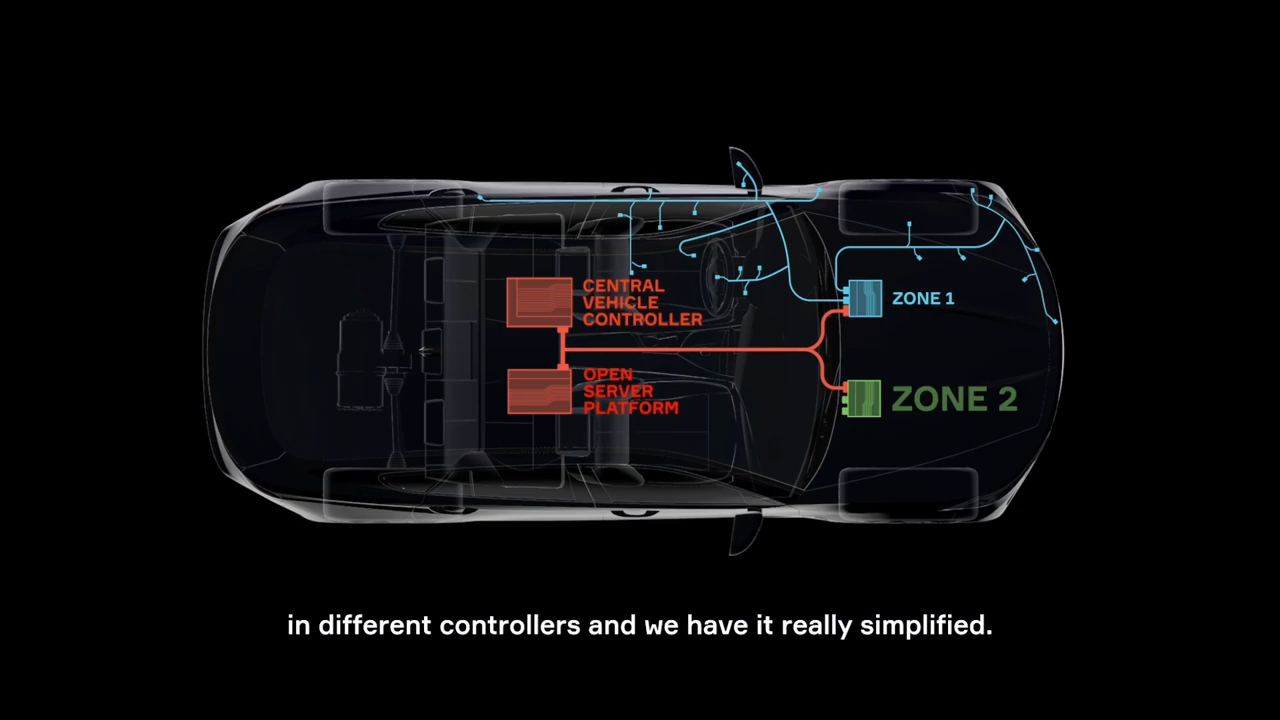 CENTRAL
VEHICLE
CONTROLLER
ZONE 1
OPEN
SERVER
PLATFORM
ZONE 2
in different controllers and we have it really simplified.